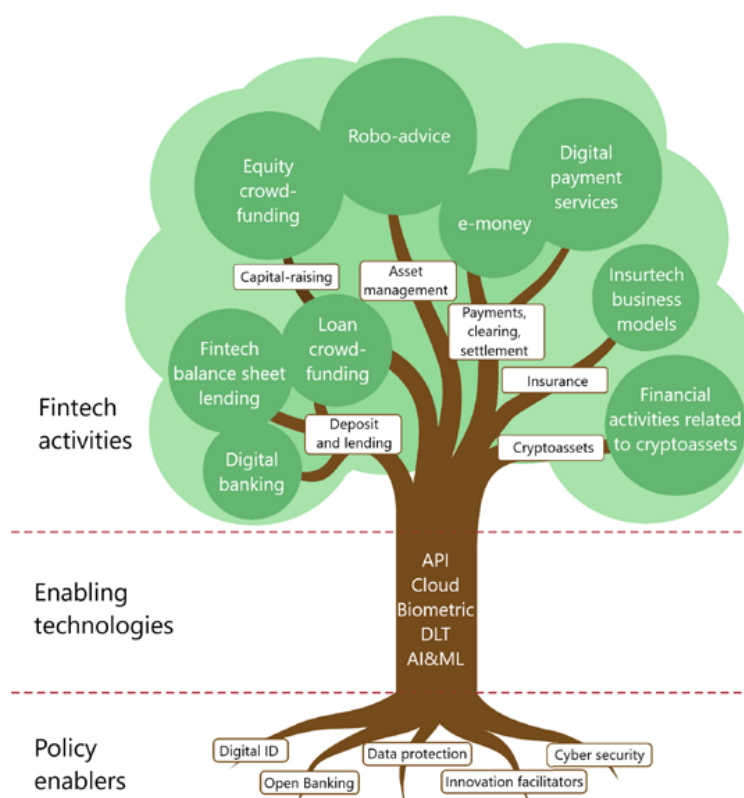 Robo-advice
Equity
crowd-
funding
Digital
payment
services
e-money
Capital-raising
Asset
management
Insurtech
business
models
Payments,
clearing,
settlement
Loan
crowd-
funding
Fintech
balance sheet
lending
Insurance
Financial
activities related
to cryptoassets
Fintech
activities
Deposit
and lending
Cryptoassets
Digital
banking
Enabling
technologies
API
Cloud
Biometric
DLT
AI&ML
Policy
enablers
Digital ID
Data protection
Cyber security
Open Banking
Innovation facilitators